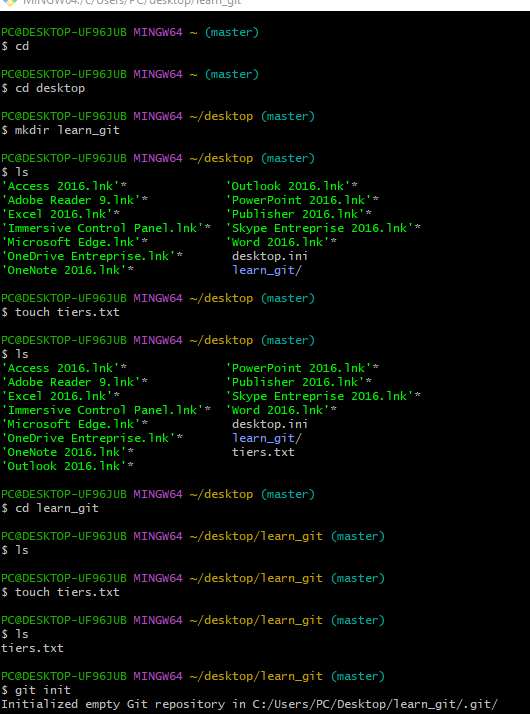 MINGW64:/c/Users/PC/desktop/learn_git
PC@DESKTOP-UF96JUB MINGW64 ~ (master)
$ cd
PC@DESKTOP-UF96JUB MINGW64 ~ (master)
$ cd desktop
PC@DESKTOP-UF96JUB MINGW64 ~/desktop (master)
$ mkdir learn_git
PC@DESKTOP-UF96JUB MINGW64 ~/desktop (master)
$ ls
'Access 2016.lnk'* 'Outlook 2016.lnk'*
'Adobe Reader 9.lnk'* 'PowerPoint 2016.lnk'*
'Excel 2016.lnk'* 'Publisher 2016.lnk'*
'Immersive Control Panel.lnk'* 'Skype Entreprise 2016.lnk'*
'Microsoft Edge.lnk'* 'Word 2016.lnk'*
'OneDrive Entreprise.lnk'* desktop.ini
'OneNote 2016.lnk'* learn_git/
PC@DESKTOP-UF96JUB MINGW64 ~/desktop (master)
$ touch tiers.txt
PC@DESKTOP-UF96JUB MINGW64 ~/desktop (master)
$ ls
'Access 2016.lnk'* 'PowerPoint 2016.lnk'*
'Adobe Reader 9.lnk'* 'Publisher 2016.lnk'*
'Excel 2016.lnk'* 'Skype Entreprise 2016.lnk'*
'Immersive Control Panel.lnk'* 'Word 2016.lnk'*
'Microsoft Edge.lnk'* desktop.ini
'OneDrive Entreprise.lnk'* learn_git/
'OneNote 2016.lnk'* tiers.txt
'Outlook 2016.lnk'*
PC@DESKTOP-UF96JUB MINGW64 ~/desktop (master)
$ cd learn_git
PC@DESKTOP-UF96JUB MINGW64 ~/desktop/learn_git (master)
$ ls
PC@DESKTOP-UF96JUB MINGW64 ~/desktop/learn_git (master)
$ touch tiers.txt
PC@DESKTOP-UF96JUB MINGW64 ~/desktop/learn_git (master)
$ ls
tiers.txt
PC@DESKTOP-UF96JUB MINGW64 ~/desktop/learn_git (master)
$ git init
Initialized empty Git repository in C:/Users/PC/Desktop/learn_git/.git/